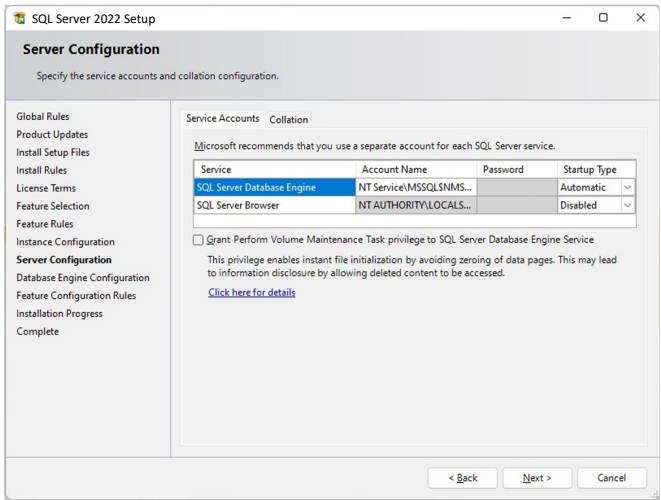 SQL Server 2022 Setup
Server Configuration
Specify the service accounts and collation configuration.
Global Rules
Product Updates
Install Setup Files
Install Rules
License Terms
Feature Selection
Feature Rules
Instance Configuration
Server Configuration
Database Engine Configuration
Feature Configuration Rules
Installation Progress
Complete
Service Accounts Collation
Microsoft recommends that you use a separate account for each SQL Server service.
Service Account Name Password Startup Type
SQL Server Database Engine NT Service\MSSQL$NMS... Automatic
SQL Server Browser NT AUTHORITY\LOCALS... Disabled
Grant Perform Volume Maintenance Task privilege to SQL Server Database Engine Service
This privilege enables instant file initialization by avoiding zeroing of data pages. This may lead
to information disclosure by allowing deleted content to be accessed.
Click here for details
< Back Next > Cancel